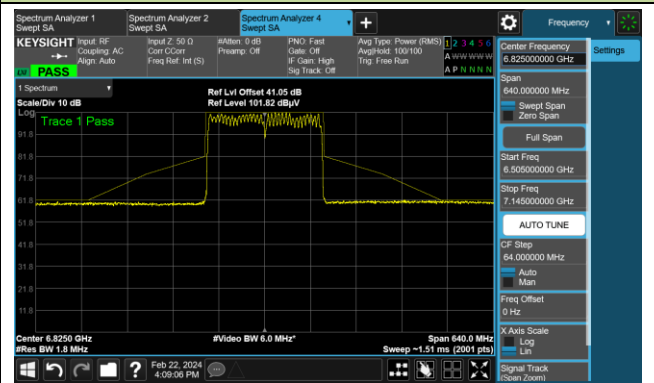 Spectrum Analyzer 1
Swept SA
Spectrum Analyzer 2
Swept SA
Spectrum Analyzer 4
Swept SA
Frequency
KEYSIGHT
Input: RF
Coupling: AC
Align: Auto
Input Z: 50 Ω
Corr CCorr
Freq Ref: Int (S)
#Atten: 0 dB
Preamp: Off
PNO: Fast
Gate: Off
IF Gain: High
Sig Track: Off
Avg Type: Power (RMS)
Avg|Hold: 100/100
Trig: Free Run
1 2 3 4 5 6
A W W W W W
A P N N N N
PASS
1 Spectrum
Scale/Div 10 dB
Ref Lvl Offset 41.05 dB
Ref Level 101.82 dBµV
Log
Trace 1 Pass
91.8
81.8
71.8
61.8
51.8
41.8
31.8
21.8
11.8
Center 6.8250 GHz
#Res BW 1.8 MHz
#Video BW 6.0 MHz*
Span 640.0 MHz
Sweep ~1.51 ms (2001 pts)
Feb 22, 2024
4:09:06 PM
Center Frequency
6.825000000 GHz
Settings
Span
640.000000 MHz
Swept Span
Zero Span
Full Span
Start Freq
6.505000000 GHz
Stop Freq
7.145000000 GHz
AUTO TUNE
CF Step
64.000000 MHz
Auto
Man
Freq Offset
0 Hz
X Axis Scale
Log
Lin
Signal Track
(Span Zoom)